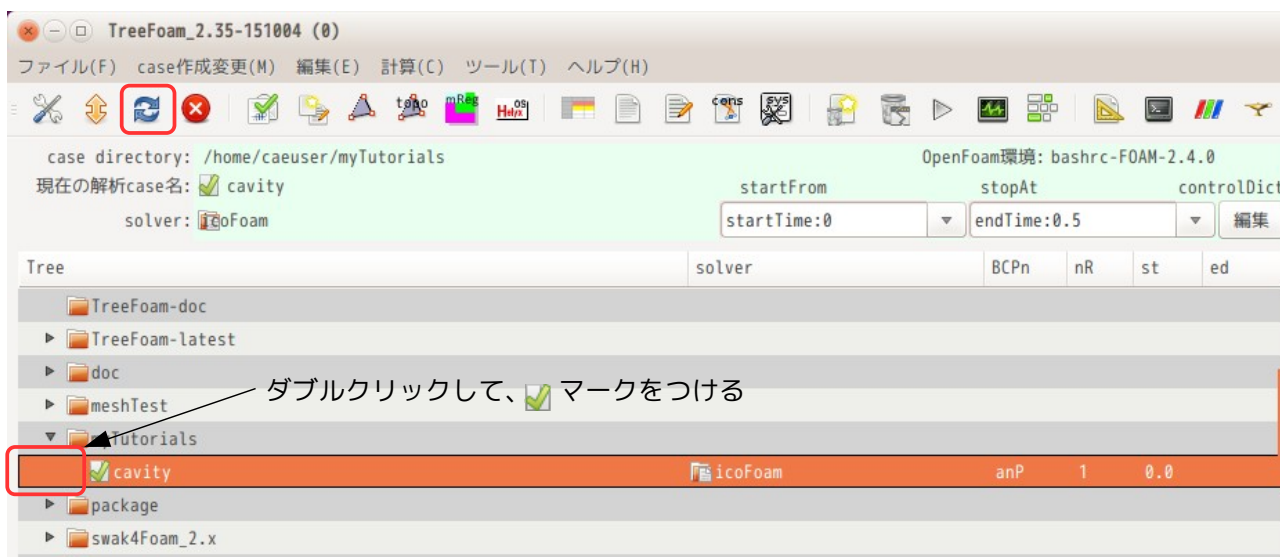 TreeFoam_2.35-151004 (0)
ファイル(F) case作成変更(M) 編集(E) 計算(C) ツール(T) ヘルプ(H)
topo mReg Helyx OS cons sys
case directory: /home/caeuser/myTutorials OpenFoam環境: bashrc-FOAM-2.4.0
現在の解析case名: cavity startFrom stopAt controlDict
solver: icoFoam startTime:0 endTime:0.5 編集
Tree solver BCPn nR st ed
TreeFoam-doc
TreeFoam-latest
doc
ダブルクリックして、 マークをつける
meshTest
myTutorials
cavity icoFoam anP 1 0.0
package
swak4Foam_2.x